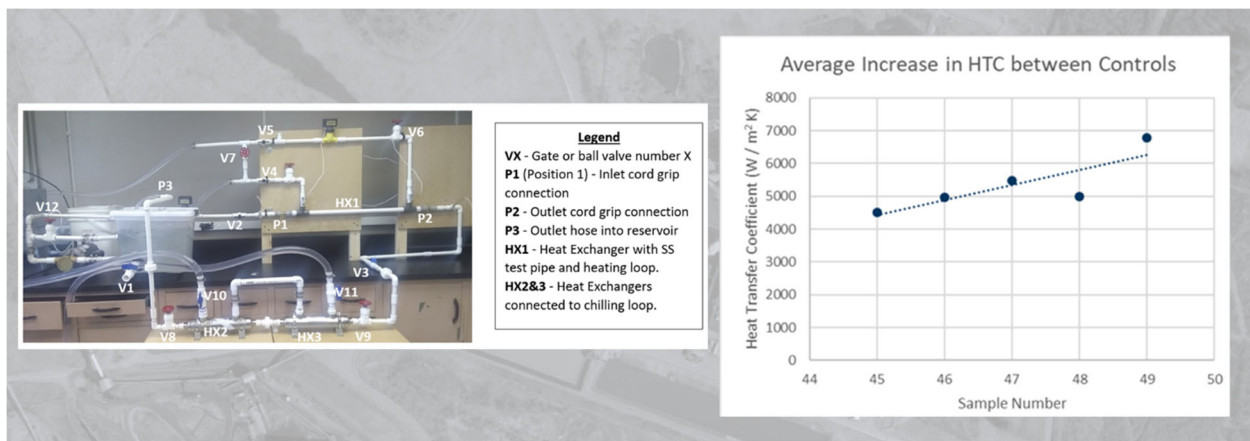 V5
V6
V7
V4
P3
HX1
V12
V2
P1
P2
V1
V3
V10
V11
V8
HX2
HX3
V9
Legend
VX - Gate or ball valve number X
P1 (Position 1) - Inlet cord grip
connection
P2 - Outlet cord grip connection
P3 - Outlet hose into reservoir
HX1 - Heat Exchanger with SS
test pipe and heating loop.
HX2&3 - Heat Exchangers
connected to chilling loop.
Average Increase in HTC between Controls
Heat Transfer Coefficient (W / m² K)
8000
7000
6000
5000
4000
3000
2000
1000
0
44 45 46 47 48 49 50
Sample Number